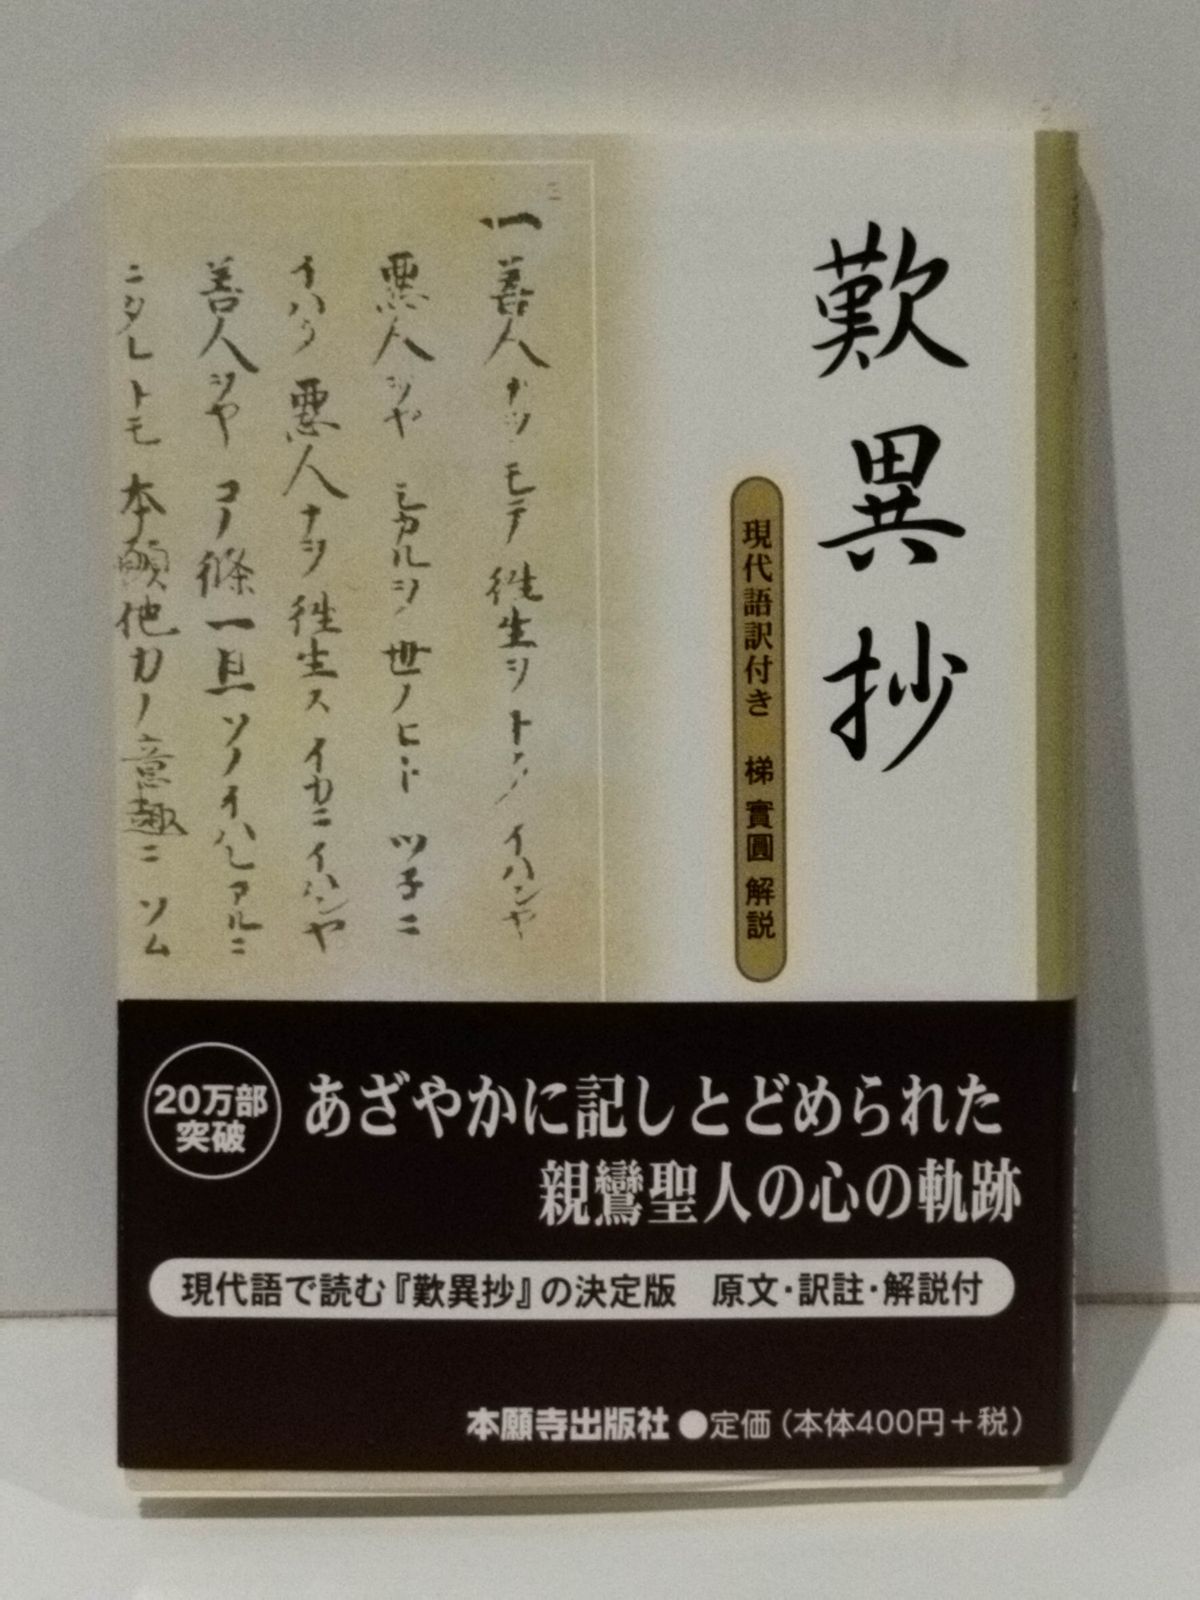 歎異抄
現代語訳付き 梯 實圓 解説
三
一善人ナヲモテ往生ヲトク イハンヤ
悪人ヲヤ シカルヲ 世ノヒト ツ子ニ
イハク 悪人ナヲ往生ス イカニイハンヤ
善人ヲヤ コノ條一旦ソノイハレアルニ
ニタレトモ 本願他力ノ意趣ニ ソム
20万部
突破
あざやかに記しとどめられた
親鸞聖人の心の軌跡
現代語で読む『歎異抄』の決定版 原文・訳註・解説付
本願寺出版社 ●定価（本体400円＋税）